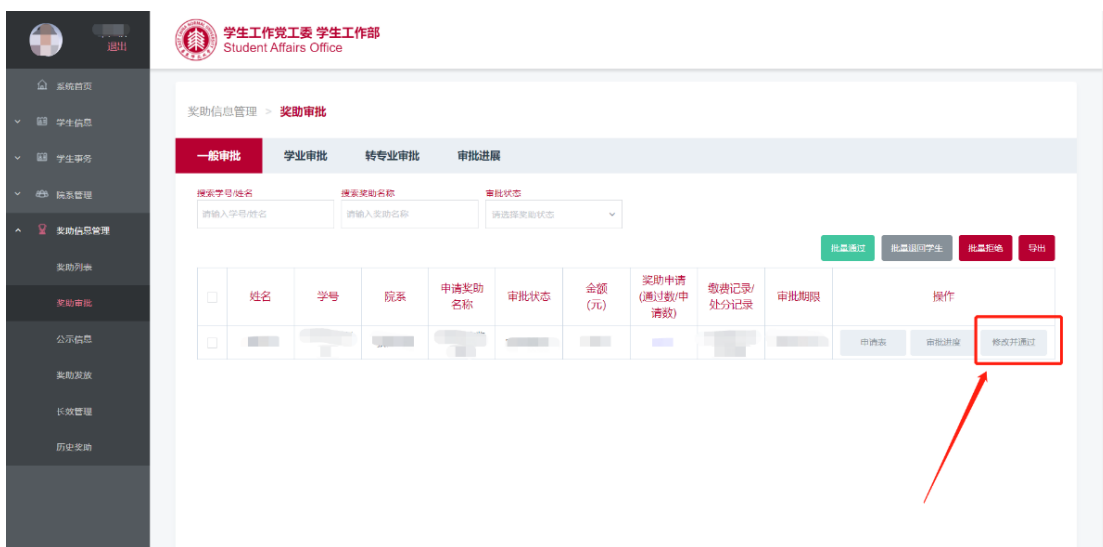 退出
学生工作党工委 学生工作部
Student Affairs Office
系统首页
学生信息
学生事务
院系管理
奖助信息管理
奖助列表
奖助审批
公示信息
奖助发放
长效管理
历史奖助
奖助信息管理 > 奖助审批
一般审批 学业审批 转专业审批 审批进展
搜索学号/姓名 搜索奖助名称 审批状态
请输入学号/姓名 请输入奖助名称 请选择奖助状态
批量通过 批量退回学生 批量拒绝 导出
姓名 学号 院系 申请奖助名称 审批状态 金额(元) 奖助申请(通过数/申请数) 缴费记录/处分记录 审批期限 操作
申请表 审批进度 修改并通过